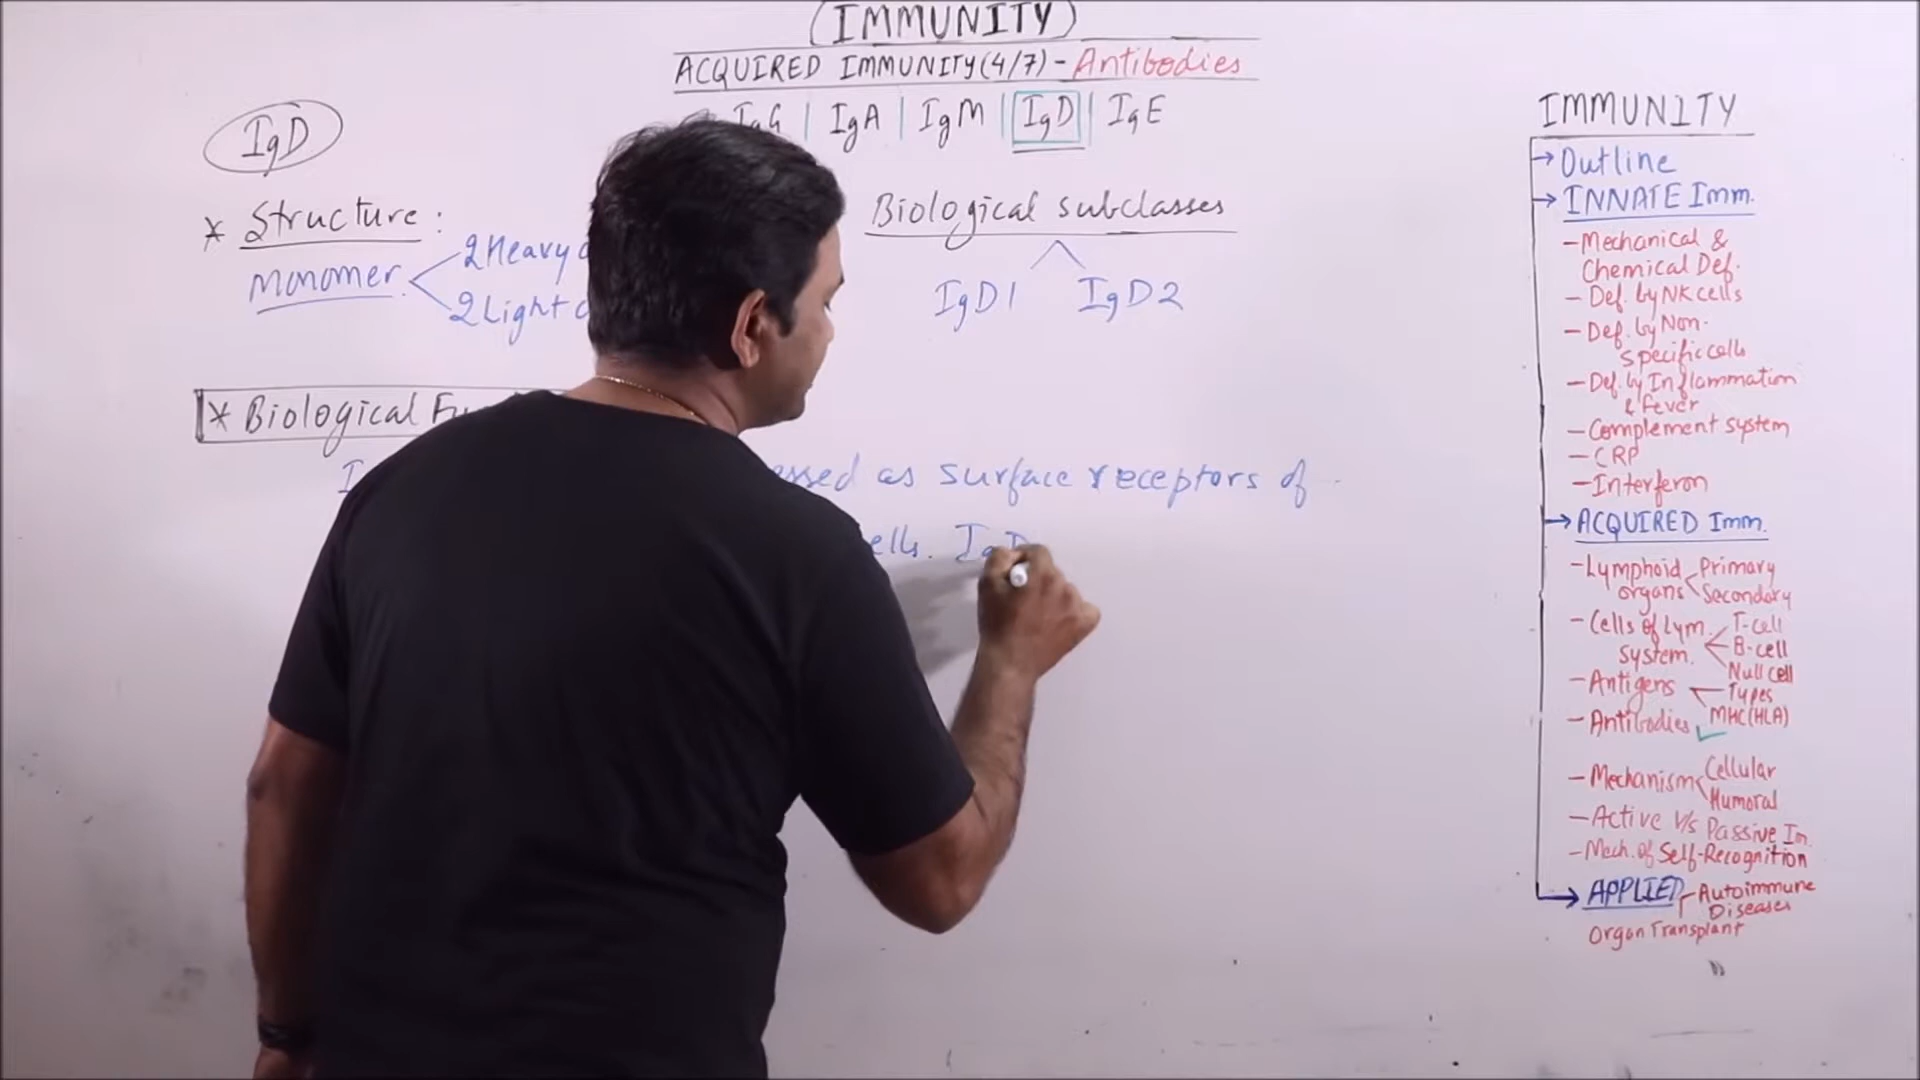 (IMMUNITY)
ACQUIRED IMMUNITY(4/7) - Antibodies
IgG | IgA | IgM | IgD | IgE
IgD
* Structure:
Monomer
2 Heavy
2 Light
Biological subclasses
IgD1 IgD2
* Biological
as surface receptors of
IgD
IMMUNITY
→ Outline
→ INNATE Imm.
- Mechanical &
Chemical Def.
- Def. by NK cells
- Def. by Non-
specific cells
- Def. by Inflammation
& fever
- Complement system
- CRP
- Interferon
→ ACQUIRED Imm.
- Lymphoid organs
Primary
Secondary
- Cells of Lym. system.
T-cell
B-cell
Null cell
- Antigens
Types
MHC(HLA)
- Antibodies ✓
- Mechanism
Cellular
Humoral
- Active V/s Passive Im.
- Mech. of Self-Recognition
→ APPLIED
Autoimmune
Diseases
Organ Transplant